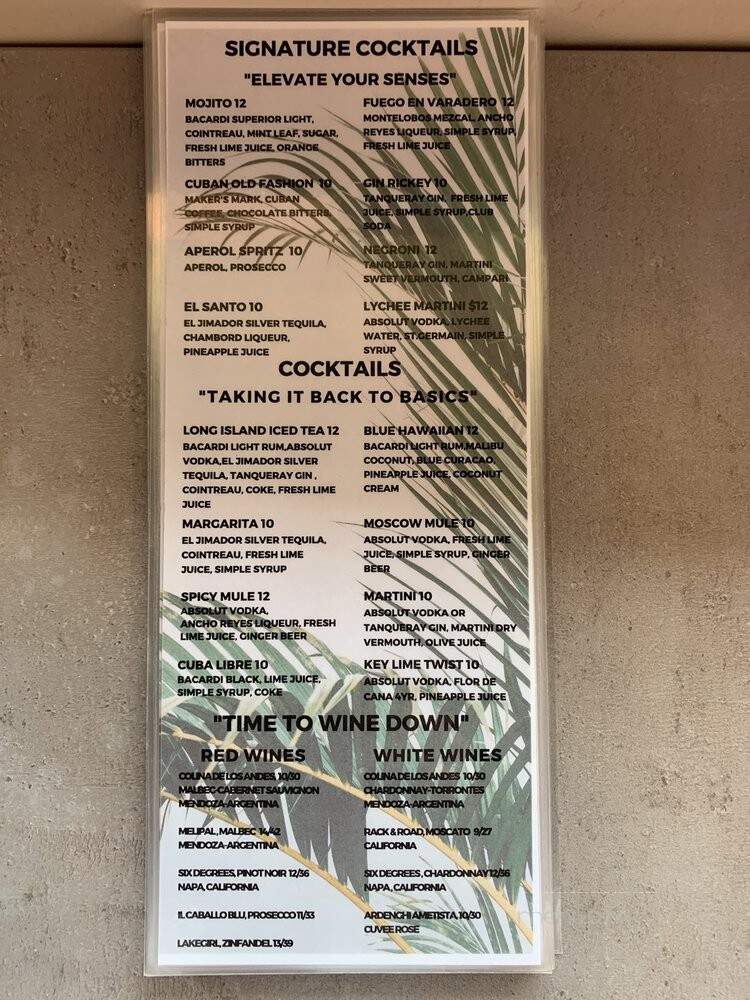 SIGNATURE COCKTAILS
"ELEVATE YOUR SENSES"
MOJITO 12
BACARDI SUPERIOR LIGHT,
COINTREAU, MINT LEAF, SUGAR,
FRESH LIME JUICE, ORANGE
BITTERS
FUEGO EN VARADERO 12
MONTELOBOS MEZCAL, ANCHO
REYES LIQUEUR, SIMPLE SYRUP,
FRESH LIME JUICE
CUBAN OLD FASHION 10
MAKER'S MARK, CUBAN
COFFEE, CHOCOLATE BITTERS,
SIMPLE SYRUP
GIN RICKEY 10
TANQUERAY GIN, FRESH LIME
JUICE, SIMPLE SYRUP,CLUB
SODA
APEROL SPRITZ 10
APEROL, PROSECCO
NEGRONI 12
TANQUERAY GIN, MARTINI
SWEET VERMOUTH, CAMPARI
EL SANTO 10
EL JIMADOR SILVER TEQUILA,
CHAMBORD LIQUEUR,
PINEAPPLE JUICE
LYCHEE MARTINI $12
ABSOLUT VODKA, LYCHEE
WATER, ST.GERMAIN, SIMPLE
SYRUP
COCKTAILS
"TAKING IT BACK TO BASICS"
LONG ISLAND ICED TEA 12
BACARDI LIGHT RUM,ABSOLUT
VODKA,EL JIMADOR SILVER
TEQUILA, TANQUERAY GIN ,
COINTREAU, COKE, FRESH LIME
JUICE
BLUE HAWAIIAN 12
BACARDI LIGHT RUM,MALIBU
COCONUT, BLUE CURACAO,
PINEAPPLE JUICE, COCONUT
CREAM
MARGARITA 10
EL JIMADOR SILVER TEQUILA,
COINTREAU, FRESH LIME
JUICE, SIMPLE SYRUP
MOSCOW MULE 10
ABSOLUT VODKA, FRESH LIME
JUICE, SIMPLE SYRUP, GINGER
BEER
SPICY MULE 12
ABSOLUT VODKA,
ANCHO REYES LIQUEUR, FRESH
LIME JUICE, GINGER BEER
MARTINI 10
ABSOLUT VODKA OR
TANQUERAY GIN, MARTINI DRY
VERMOUTH, OLIVE JUICE
CUBA LIBRE 10
BACARDI BLACK, LIME JUICE,
SIMPLE SYRUP, COKE
KEY LIME TWIST 10
ABSOLUT VODKA, FLOR DE
CANA 4YR, PINEAPPLE JUICE
"TIME TO WINE DOWN"
RED WINES
COLINA DE LOS ANDES, 10/30
MALBEC-CABERNET SAUVIGNON
MENDOZA-ARGENTINA
MELIPAL, MALBEC 14/42
MENDOZA-ARGENTINA
SIX DEGREES, PINOT NOIR 12/36
NAPA, CALIFORNIA
IL CABALLO BLU, PROSECCO 11/33
LAKEGIRL, ZINFANDEL 13/39
WHITE WINES
COLINA DE LOS ANDES 10/30
CHARDONNAY-TORRONTES
MENDOZA-ARGENTINA
RACK & ROAD, MOSCATO 9/27
CALIFORNIA
SIX DEGREES, CHARDONNAY 12/36
NAPA, CALIFORNIA
ARDENGHI AMETISTA, 10/30
CUVEE ROSE